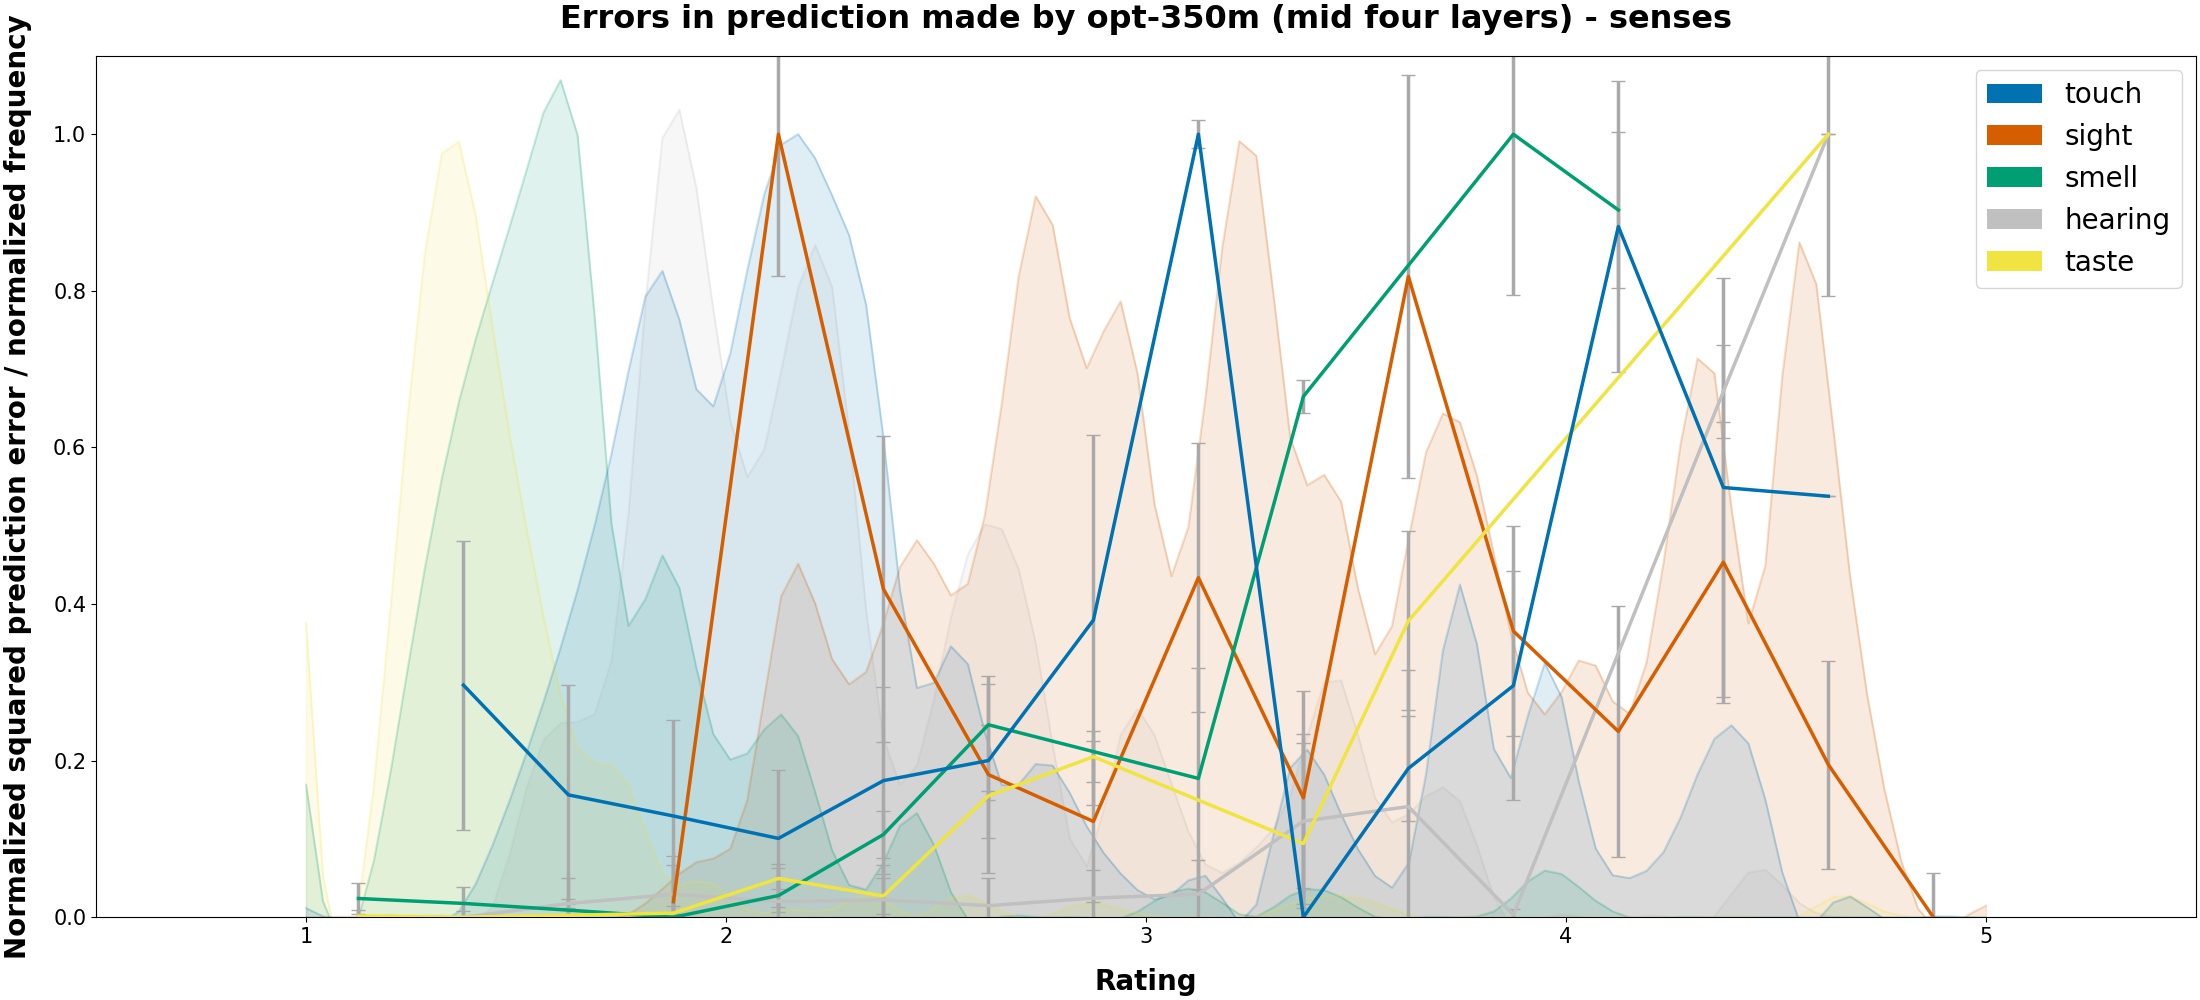 Errors in prediction made by opt-350m (mid four layers) - senses
Normalized squared prediction error / normalized frequency
1.0
0.8
0.6
0.4
0.2
0.0
1 2 3 4 5
Rating
touch
sight
smell
hearing
taste